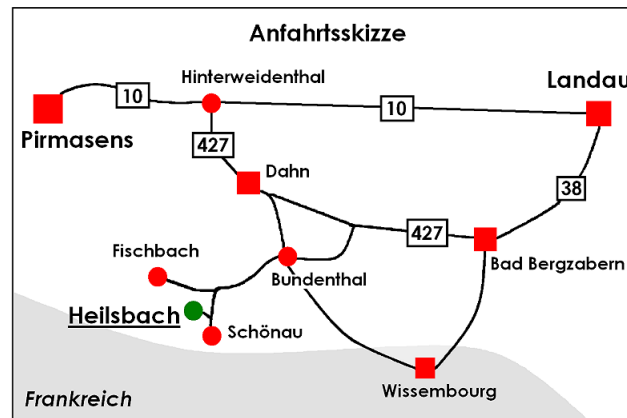 Anfahrtsskizze
Hinterweidenthal
Landau
10
10
Pirmasens
427
Dahn
38
427
Fischbach
Bad Bergzabern
Bundenthal
Heilsbach
Schönau
Wissembourg
Frankreich